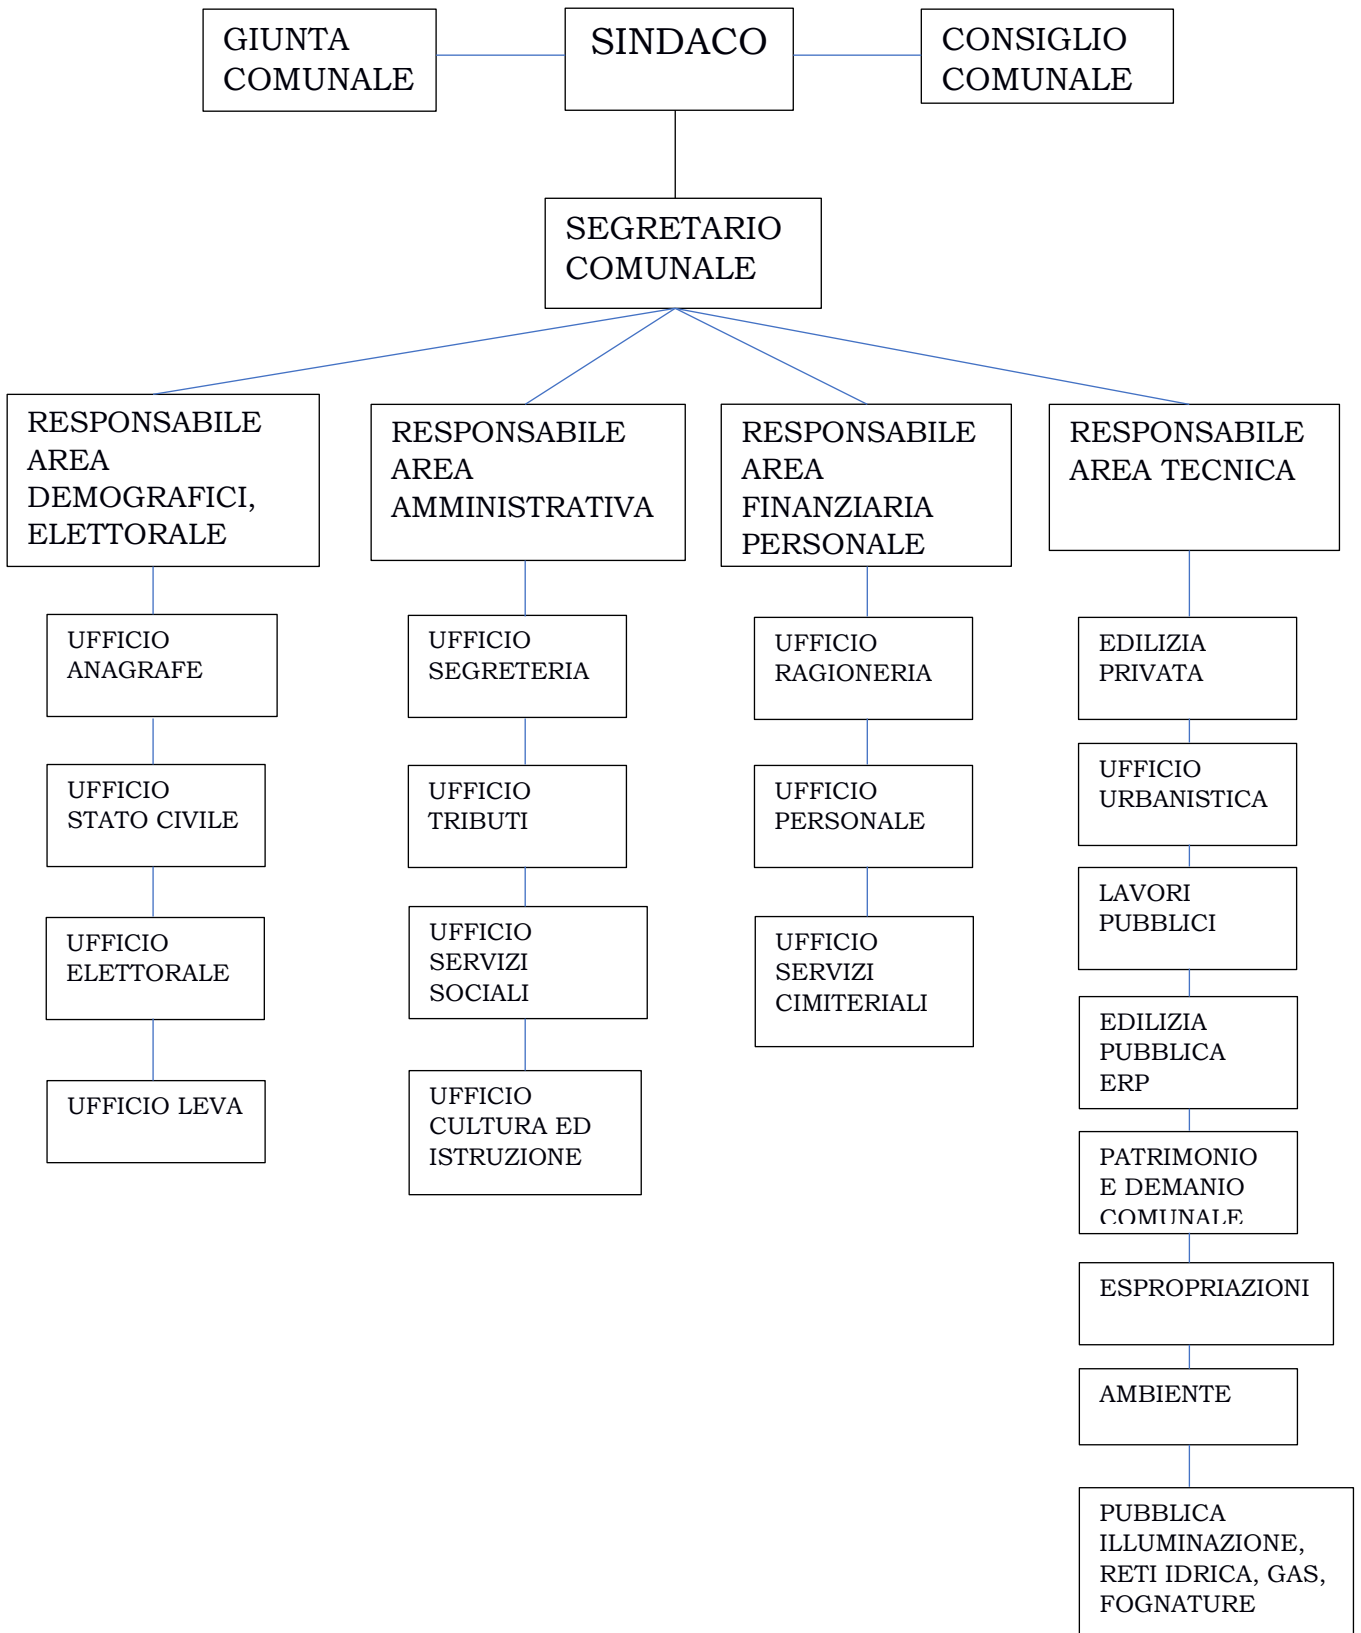 GIUNTA
COMUNALE
SINDACO
CONSIGLIO
COMUNALE
SEGRETARIO
COMUNALE
RESPONSABILE
AREA
DEMOGRAFICI,
ELETTORALE
RESPONSABILE
AREA
AMMINISTRATIVA
RESPONSABILE
AREA
FINANZIARIA
PERSONALE
RESPONSABILE
AREA TECNICA
UFFICIO
ANAGRAFE
UFFICIO
STATO CIVILE
UFFICIO
ELETTORALE
UFFICIO LEVA
UFFICIO
SEGRETERIA
UFFICIO
TRIBUTI
UFFICIO
SERVIZI
SOCIALI
UFFICIO
CULTURA ED
ISTRUZIONE
UFFICIO
RAGIONERIA
UFFICIO
PERSONALE
UFFICIO
SERVIZI
CIMITERIALI
EDILIZIA
PRIVATA
UFFICIO
URBANISTICA
LAVORI
PUBBLICI
EDILIZIA
PUBBLICA
ERP
PATRIMONIO
E DEMANIO
COMUNALE
ESPROPRIAZIONI
AMBIENTE
PUBBLICA
ILLUMINAZIONE,
RETI IDRICA, GAS,
FOGNATURE